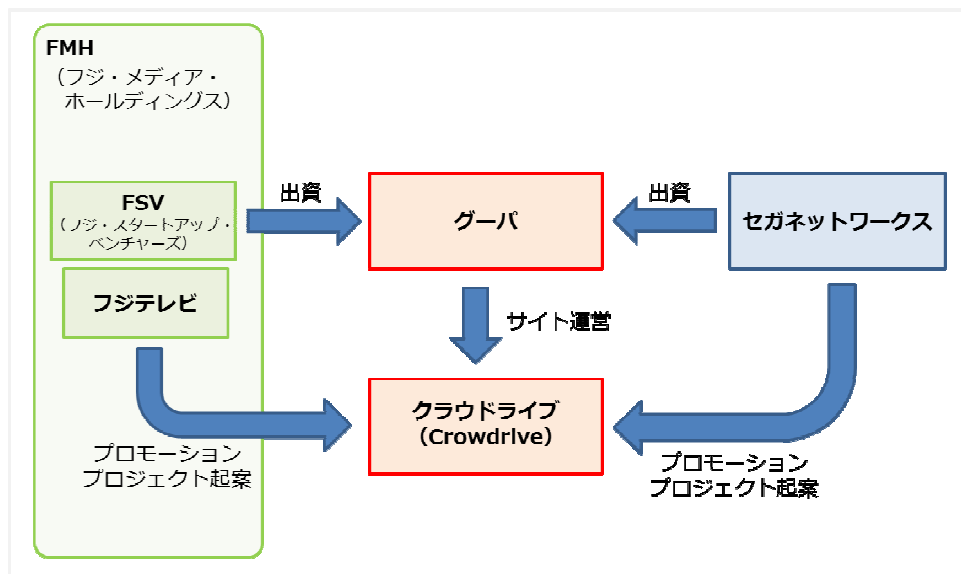 FMH
（フジ・メディア・
ホールディングス）
FSV
（フジ・スタートアップ・
ベンチャーズ）
フジテレビ
出資
グーパ
出資
セガネットワークス
サイト運営
クラウドライブ
（Crowdrive）
プロモーション
プロジェクト起案
プロモーション
プロジェクト起案